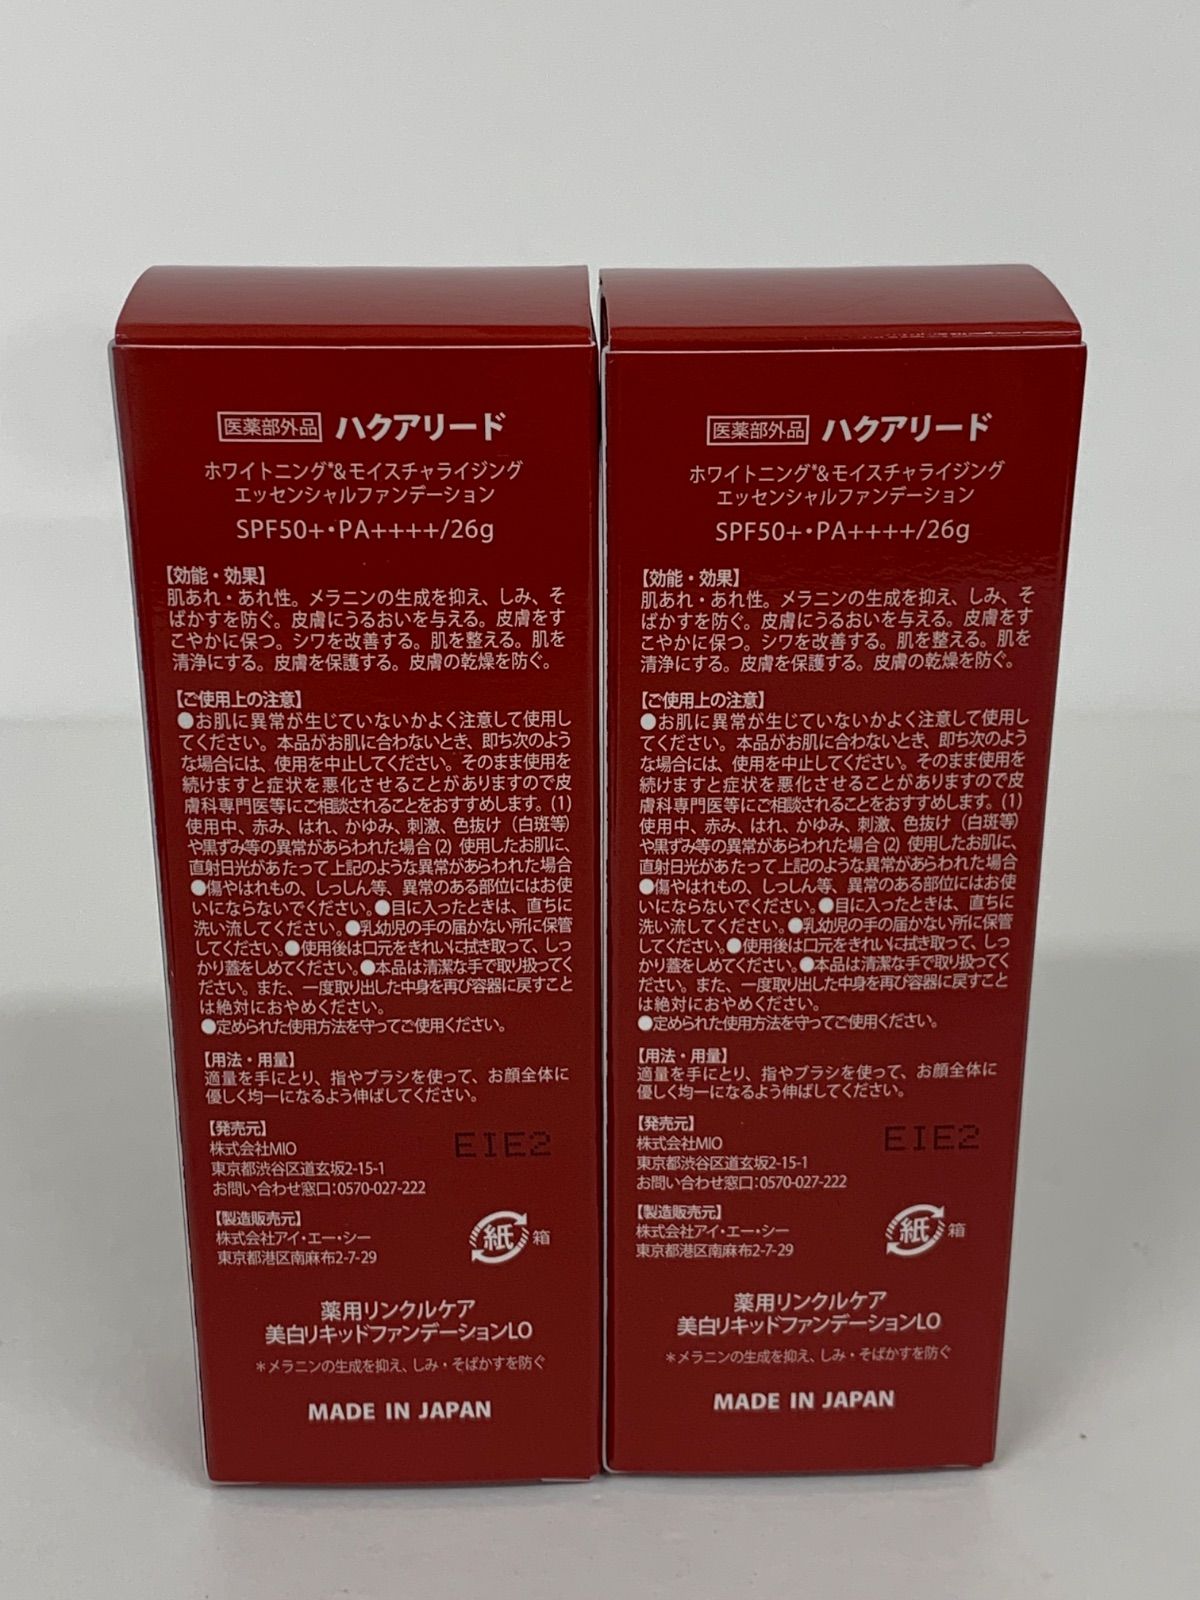 医薬部外品 ハクアリード
ホワイトニング*&モイスチャライジング
エッセンシャルファンデーション
SPF50+・PA++++/26g
【効能・効果】
肌あれ・あれ性。メラニンの生成を抑え、しみ、そ
ばかすを防ぐ。皮膚にうるおいを与える。皮膚をす
こやかに保つ。シワを改善する。肌を整える。肌を
清浄にする。皮膚を保護する。皮膚の乾燥を防ぐ。
【ご使用上の注意】
●お肌に異常が生じていないかよく注意して使用し
てください。本品がお肌に合わないとき、即ち次のよう
な場合には、使用を中止してください。そのまま使用を
続けますと症状を悪化させることがありますので皮
膚科専門医等にご相談されることをおすすめします。(1)
使用中、赤み、はれ、かゆみ、刺激、色抜け（白斑等）
や黒ずみ等の異常があらわれた場合 (2) 使用したお肌に、
直射日光があたって上記のような異常があらわれた場合
●傷やはれもの、しっしん等、異常のある部位にはお使
いにならないでください。●目に入ったときは、直ちに
洗い流してください。●乳幼児の手の届かない所に保管
してください。●使用後は口元をきれいに拭き取って、しっ
かり蓋をしめてください。●本品は清潔な手で取り扱ってく
ださい。また、一度取り出した中身を再び容器に戻すこと
は絶対におやめください。
●定められた使用方法を守ってご使用ください。
【用法・用量】
適量を手にとり、指やブラシを使って、お顔全体に
優しく均一になるよう伸ばしてください。
【発売元】
株式会社MIO
EIE2
東京都渋谷区道玄坂2-15-1
お問い合わせ窓口:0570-027-222
【製造販売元】
株式会社アイ・エー・シー
東京都港区南麻布2-7-29
紙 箱
薬用リンクルケア
美白リキッドファンデーションLO
*メラニンの生成を抑え、しみ・そばかすを防ぐ
MADE IN JAPAN
医薬部外品 ハクアリード
ホワイトニング*&モイスチャライジング
エッセンシャルファンデーション
SPF50+・PA++++/26g
【効能・効果】
肌あれ・あれ性。メラニンの生成を抑え、しみ、そ
ばかすを防ぐ。皮膚にうるおいを与える。皮膚をす
こやかに保つ。シワを改善する。肌を整える。肌を
清浄にする。皮膚を保護する。皮膚の乾燥を防ぐ。
【ご使用上の注意】
●お肌に異常が生じていないかよく注意して使用し
てください。本品がお肌に合わないとき、即ち次のよう
な場合には、使用を中止してください。そのまま使用を
続けますと症状を悪化させることがありますので皮
膚科専門医等にご相談されることをおすすめします。(1)
使用中、赤み、はれ、かゆみ、刺激、色抜け（白斑等）
や黒ずみ等の異常があらわれた場合 (2) 使用したお肌に、
直射日光があたって上記のような異常があらわれた場合
●傷やはれもの、しっしん等、異常のある部位にはお使
いにならないでください。●目に入ったときは、直ちに
洗い流してください。●乳幼児の手の届かない所に保管
してください。●使用後は口元をきれいに拭き取って、しっ
かり蓋をしめてください。●本品は清潔な手で取り扱ってく
ださい。また、一度取り出した中身を再び容器に戻すこと
は絶対におやめください。
●定められた使用方法を守ってご使用ください。
【用法・用量】
適量を手にとり、指やブラシを使って、お顔全体に
優しく均一になるよう伸ばしてください。
【発売元】
株式会社MIO
EIE2
東京都渋谷区道玄坂2-15-1
お問い合わせ窓口:0570-027-222
【製造販売元】
株式会社アイ・エー・シー
東京都港区南麻布2-7-29
紙 箱
薬用リンクルケア
美白リキッドファンデーションLO
*メラニンの生成を抑え、しみ・そばかすを防ぐ
MADE IN JAPAN